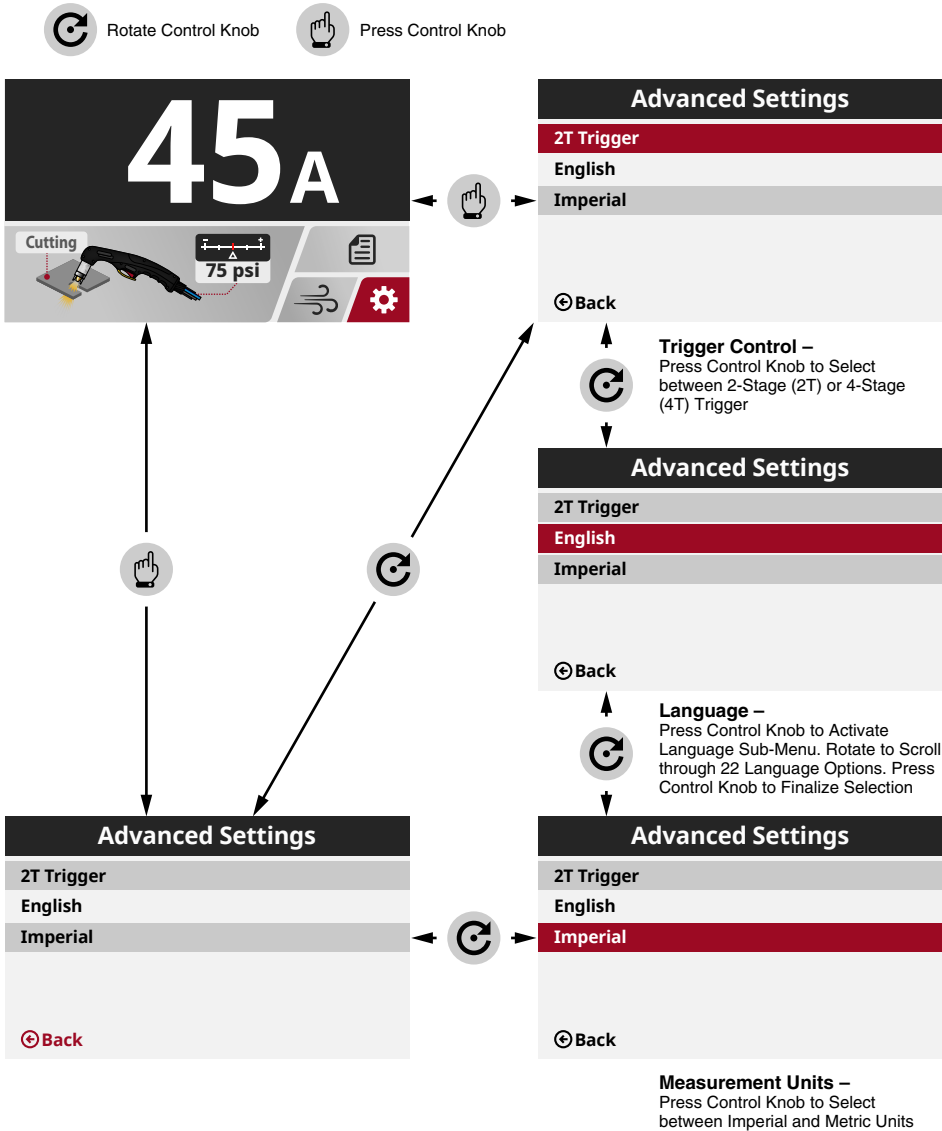 Rotate Control Knob
Press Control Knob
45A
Cutting
- +
75 psi
Advanced Settings
2T Trigger
English
Imperial
Back
Trigger Control –
Press Control Knob to Select
between 2-Stage (2T) or 4-Stage
(4T) Trigger
Advanced Settings
2T Trigger
English
Imperial
Back
Language –
Press Control Knob to Activate
Language Sub-Menu. Rotate to Scroll
through 22 Language Options. Press
Control Knob to Finalize Selection
Advanced Settings
2T Trigger
English
Imperial
Back
Advanced Settings
2T Trigger
English
Imperial
Back
Measurement Units –
Press Control Knob to Select
between Imperial and Metric Units